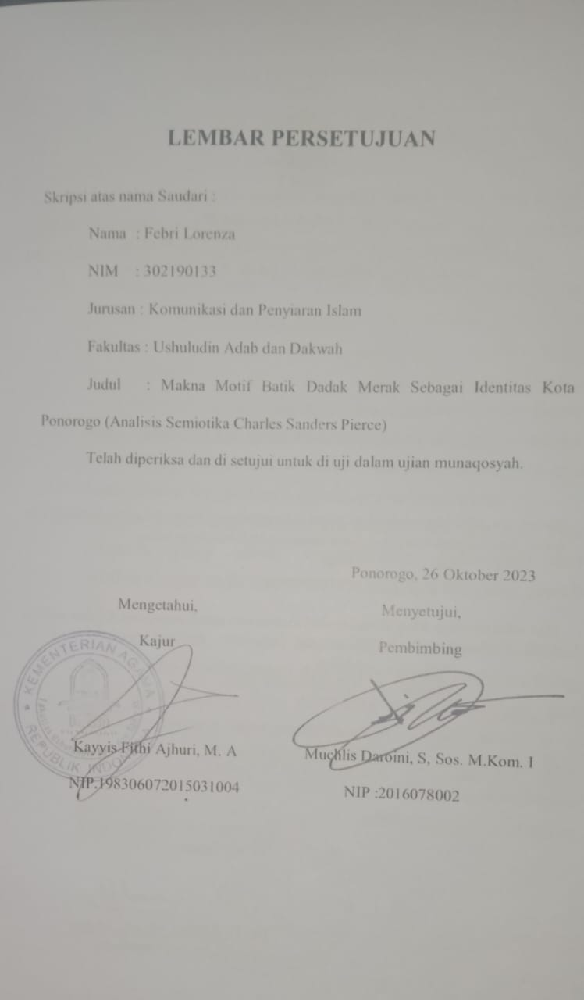 LEMBAR PERSETUJUAN
Skripsi atas nama Saudari :
Nama : Febri Lorenza
NIM : 302190133
Jurusan : Komunikasi dan Penyiaran Islam
Fakultas : Ushuludin Adab dan Dakwah
Judul : Makna Motif Batik Dadak Merak Sebagai Identitas Kota
Ponorogo (Analisis Semiotika Charles Sanders Pierce)
Telah diperiksa dan di setujui untuk di uji dalam ujian munaqosyah.
Ponorogo, 26 Oktober 2023
Mengetahui,
Menyetujui,
Kajur
Pembimbing
KEMENTERIAN AGAMA
REPUBLIK INDONESIA
Kayyis Fithi Ajhuri, M. A
Muchlis Daroini, S, Sos. M.Kom. I
NIP.198306072015031004
NIP :2016078002